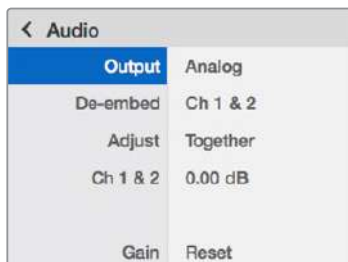 < Audio
Output Analog
De-embed Ch 1 & 2
Adjust Together
Ch 1 & 2 0.00 dB
Gain Reset